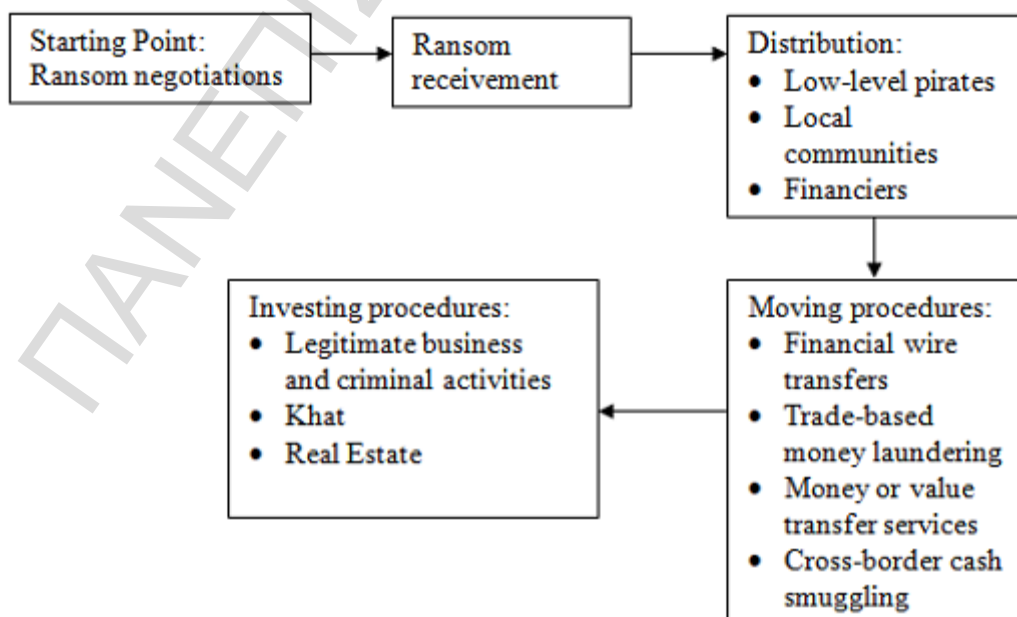 Starting Point:
Ransom negotiations
Ransom
receivement
Distribution:
• Low-level pirates
• Local
communities
• Financiers
Moving procedures:
• Financial wire
transfers
• Trade-based
money laundering
• Money or value
transfer services
• Cross-border cash
smuggling
Investing procedures:
• Legitimate business
and criminal activities
• Khat
• Real Estate